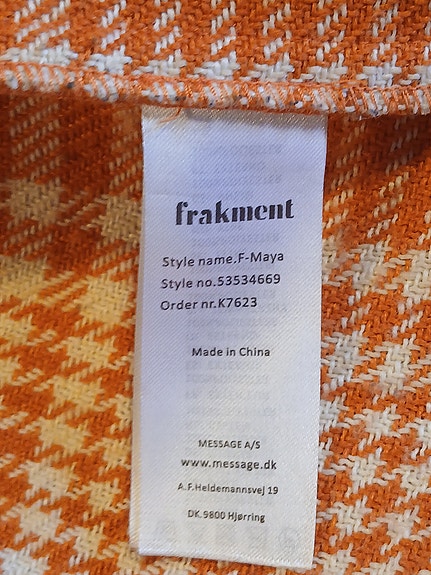 frakment
Style name.F-Maya
Style no.53534669
Order nr.K7623
Made in China
MESSAGE A/S
www.message.dk
A.F.Heldemannsvej 19
DK.9800 Hjørring